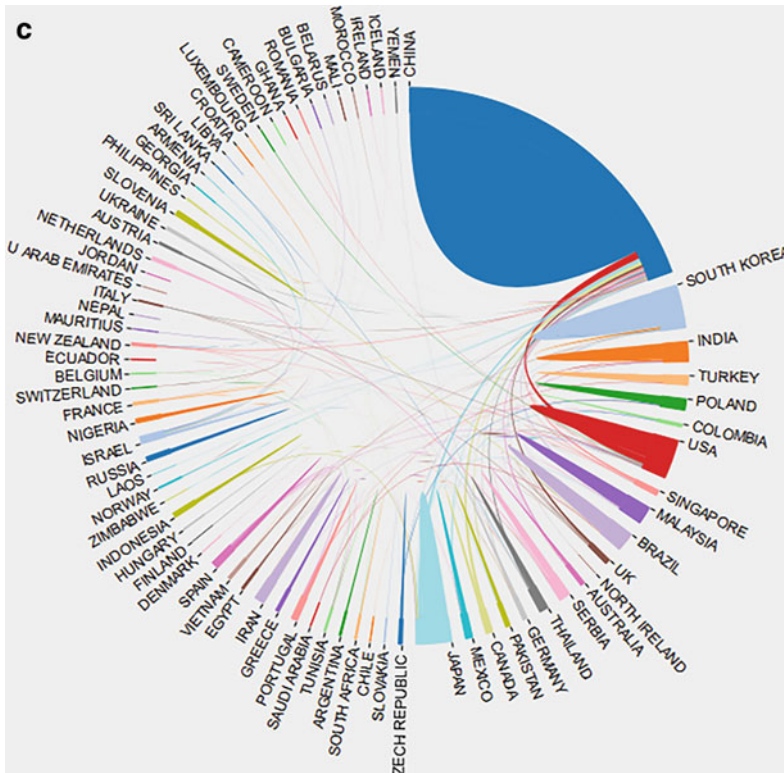 c
CHINA
SOUTH KOREA
INDIA
TURKEY
POLAND
COLOMBIA
USA
SINGAPORE
MALAYSIA
BRAZIL
UK
NORTH IRELAND
AUSTRALIA
SERBIA
THAILAND
GERMANY
PAKISTAN
CANADA
MEXICO
JAPAN
ZECH REPUBLIC
SLOVAKIA
CHILE
SOUTH AFRICA
ARGENTINA
TUNISIA
SAUDI ARABIA
PORTUGAL
GREECE
IRAN
EGYPT
VIETNAM
SPAIN
DENMARK
FINLAND
HUNGARY
INDONESIA
ZIMBABWE
NORWAY
LAOS
RUSSIA
ISRAEL
NIGERIA
FRANCE
SWITZERLAND
BELGIUM
ECUADOR
NEW ZEALAND
MAURITIUS
NEPAL
ITALY
U ARAB EMIRATES
JORDAN
NETHERLANDS
AUSTRIA
UKRAINE
SLOVENIA
PHILIPPINES
GEORGIA
ARMENIA
SRI LANKA
LIBYA
CROATIA
LUXEMBOURG
SWEDEN
CAMEROON
GHANA
ROMANIA
BULGARIA
BELARUS
MALI
MOROCCO
IRELAND
ICELAND
YEMEN